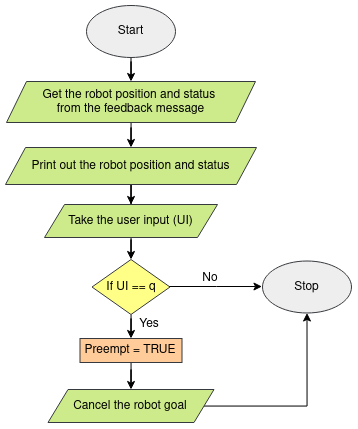 Start
Get the robot position and status
from the feedback message
Print out the robot position and status
Take the user input (UI)
If UI == q
No
Stop
Yes
Preempt = TRUE
Cancel the robot goal